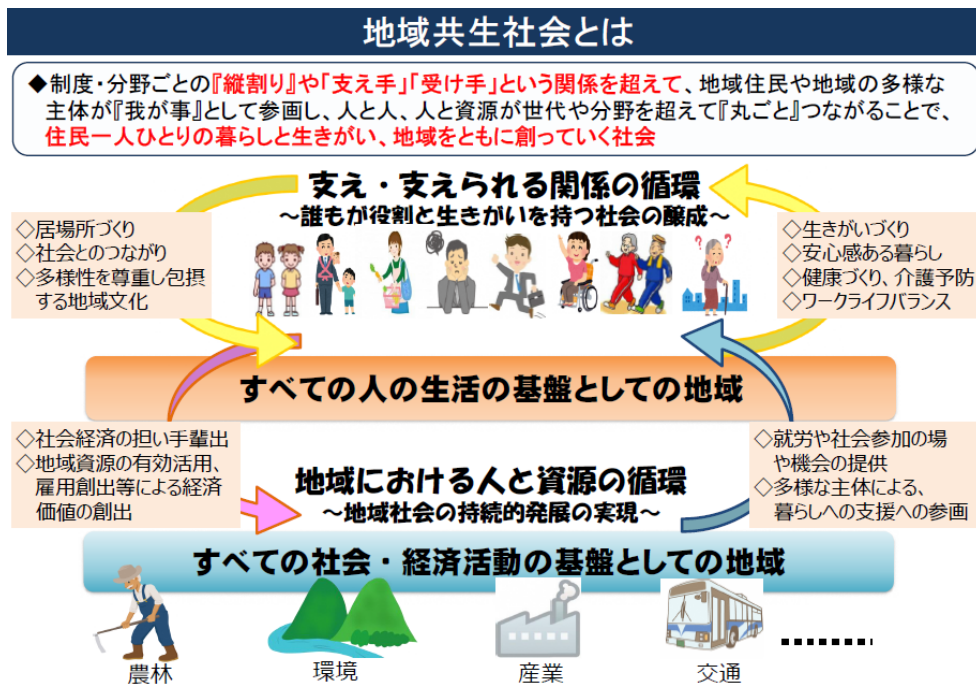 地域共生社会とは
◆制度・分野ごとの『縦割り』や「支え手」「受け手」という関係を超えて、地域住民や地域の多様な
主体が『我が事』として参画し、人と人、人と資源が世代や分野を超えて『丸ごと』つながることで、
住民一人ひとりの暮らしと生きがい、地域をともに創っていく社会
支え・支えられる関係の循環
～誰もが役割と生きがいを持つ社会の醸成～
◇居場所づくり
◇社会とのつながり
◇多様性を尊重し包摂
する地域文化
◇生きがいづくり
◇安心感ある暮らし
◇健康づくり、介護予防
◇ワークライフバランス
すべての人の生活の基盤としての地域
◇社会経済の担い手輩出
◇地域資源の有効活用、
雇用創出等による経済
価値の創出
地域における人と資源の循環
～地域社会の持続的発展の実現～
◇就労や社会参加の場
や機会の提供
◇多様な主体による、
暮らしへの支援への参画
すべての社会・経済活動の基盤としての地域
農林
環境
産業
交通